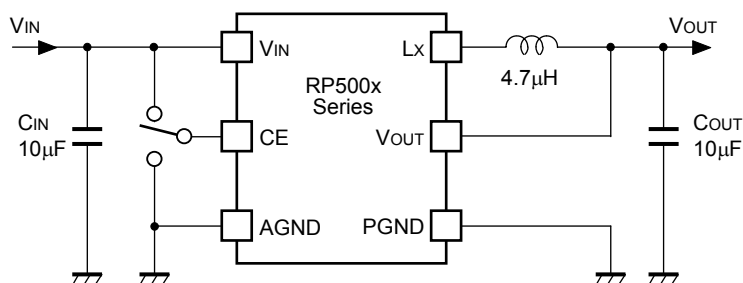 VIN
VOUT
VIN
LX
RP500x
Series
4.7μH
CIN
10μF
CE
VOUT
COUT
10μF
AGND
PGND